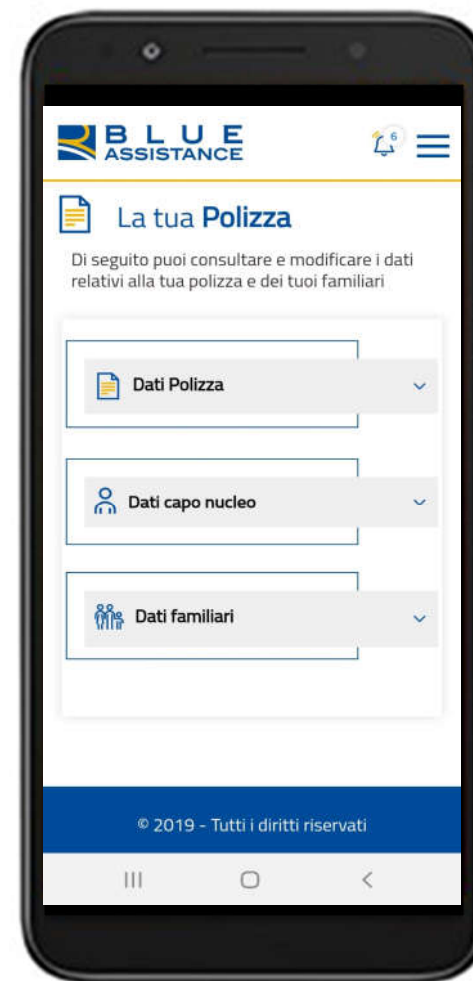 BLUE
ASSISTANCE
6
La tua Polizza
Di seguito puoi consultare e modificare i dati
relativi alla tua polizza e dei tuoi familiari
Dati Polizza
Dati capo nucleo
Dati familiari
© 2019 - Tutti i diritti riservati